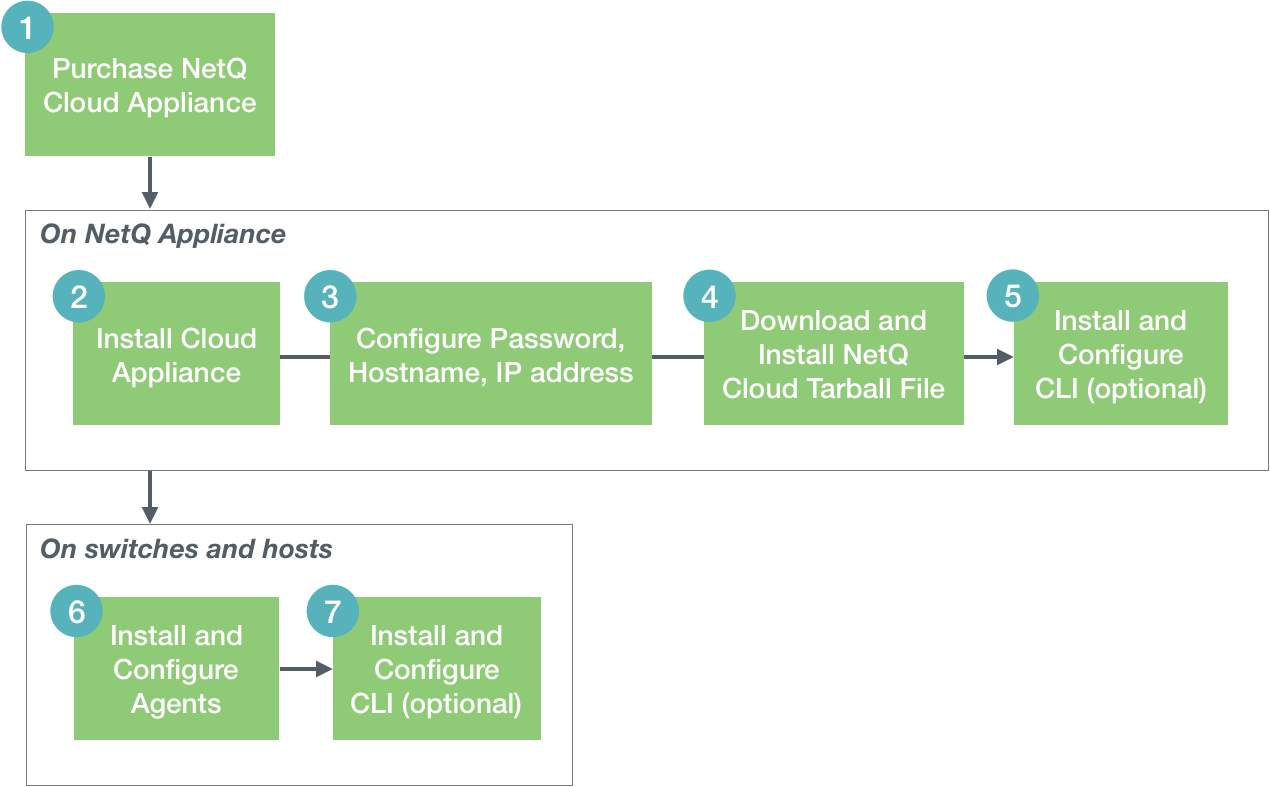 1
Purchase NetQ
Cloud Appliance
On NetQ Appliance
2
Install Cloud
Appliance
3
Configure Password,
Hostname, IP address
4
Download and
Install NetQ
Cloud Tarball File
5
Install and
Configure
CLI (optional)
On switches and hosts
6
Install and
Configure
Agents
7
Install and
Configure
CLI (optional)